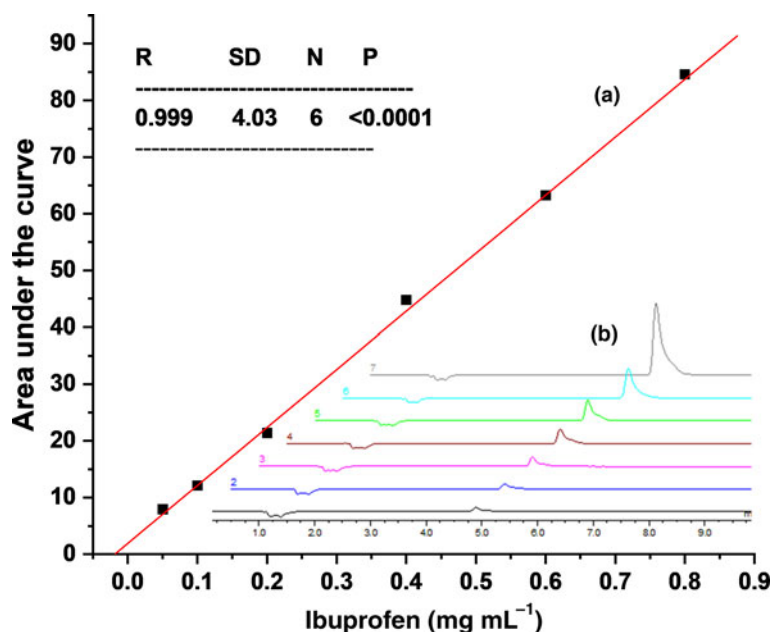 R SD N P
-----------------------------------
0.999 4.03 6 <0.0001
------------------------------
(a)
(b)
90
80
70
60
50
40
30
20
10
0
Area under the curve
7
6
5
4
3
2
1.0 2.0 3.0 4.0 5.0 6.0 7.0 8.0 9.0
0.0 0.1 0.2 0.3 0.4 0.5 0.6 0.7 0.8 0.9
Ibuprofen (mg mL⁻¹)